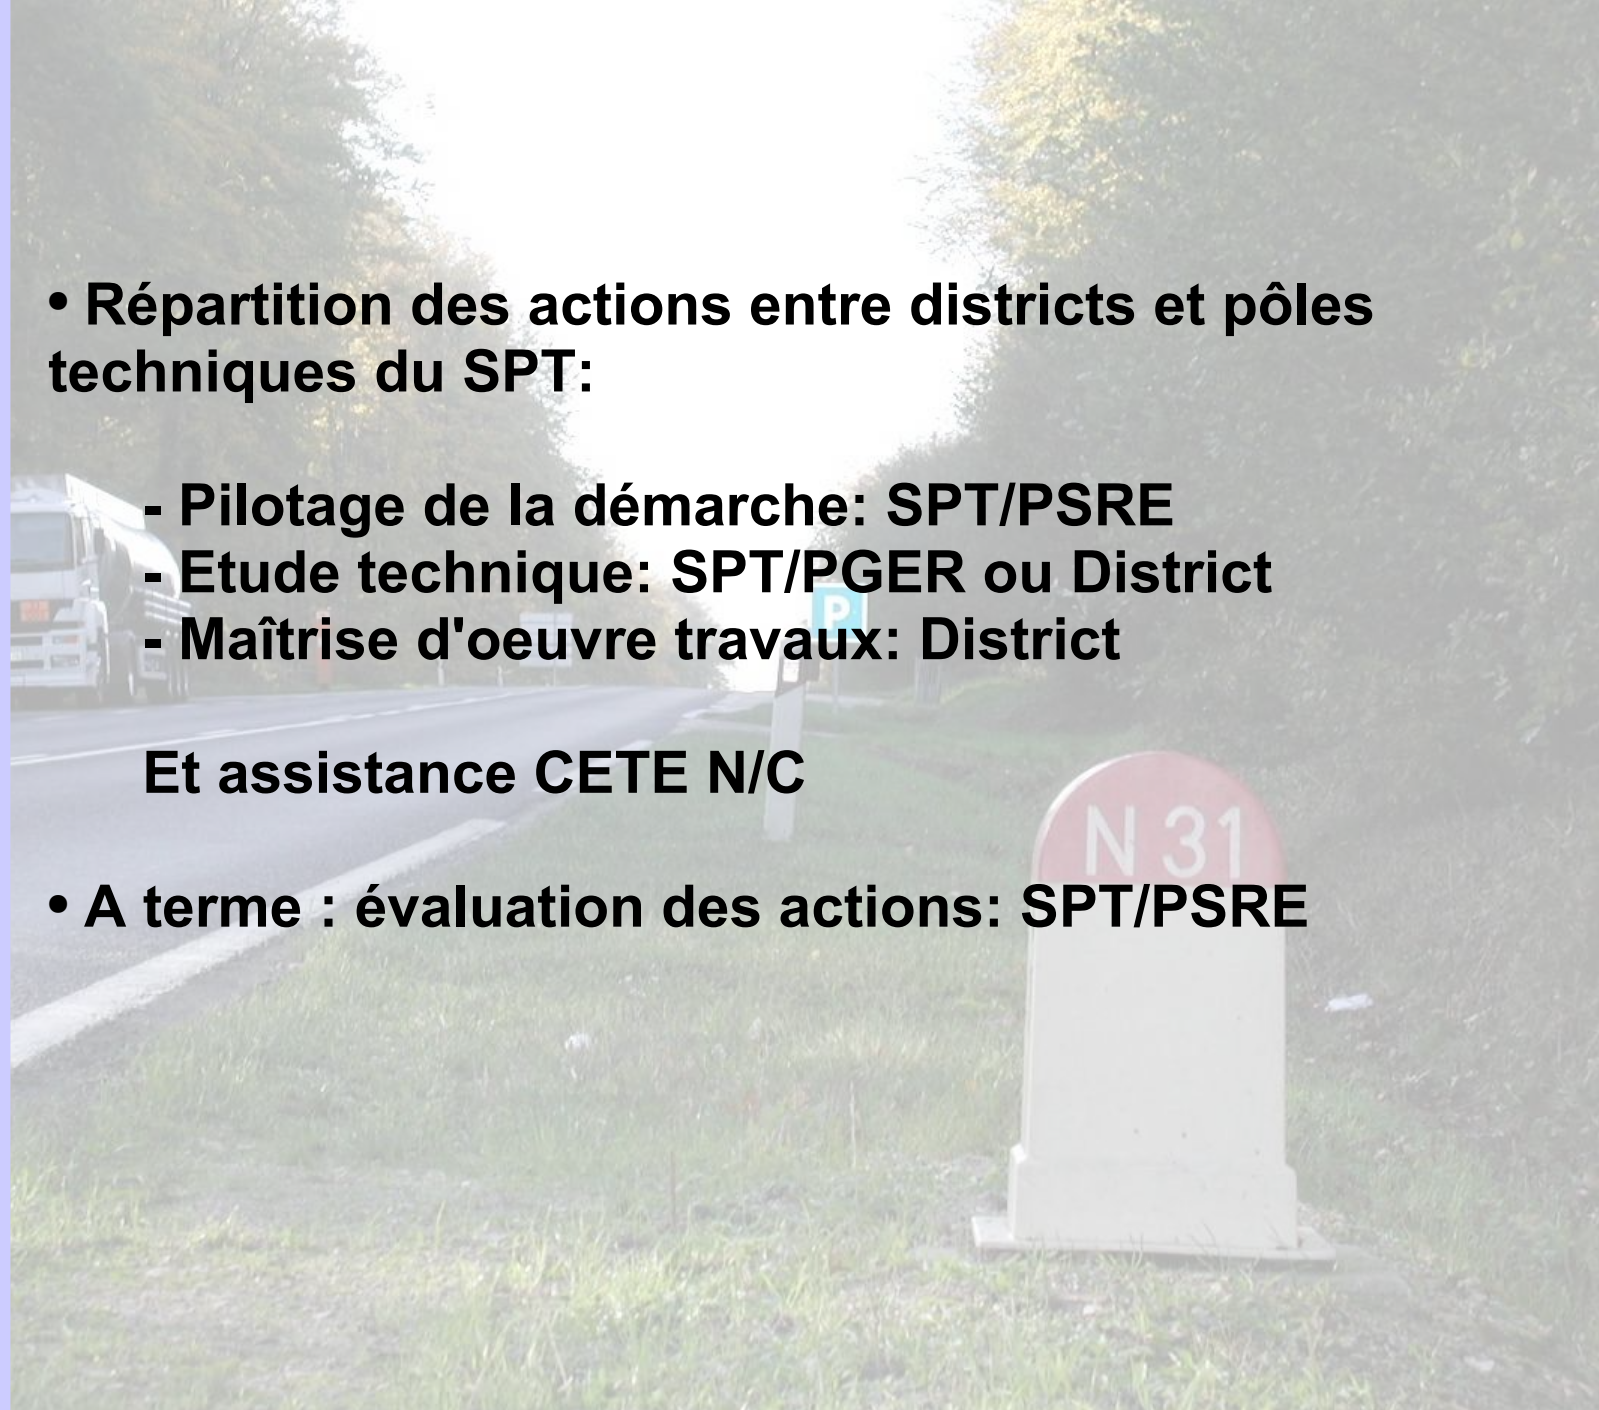 • Répartition des actions entre districts et pôles
techniques du SPT:
- Pilotage de la démarche: SPT/PSRE
- Etude technique: SPT/PGER ou District
- Maîtrise d'oeuvre travaux: District
Et assistance CETE N/C
• A terme : évaluation des actions: SPT/PSRE
P
N 31